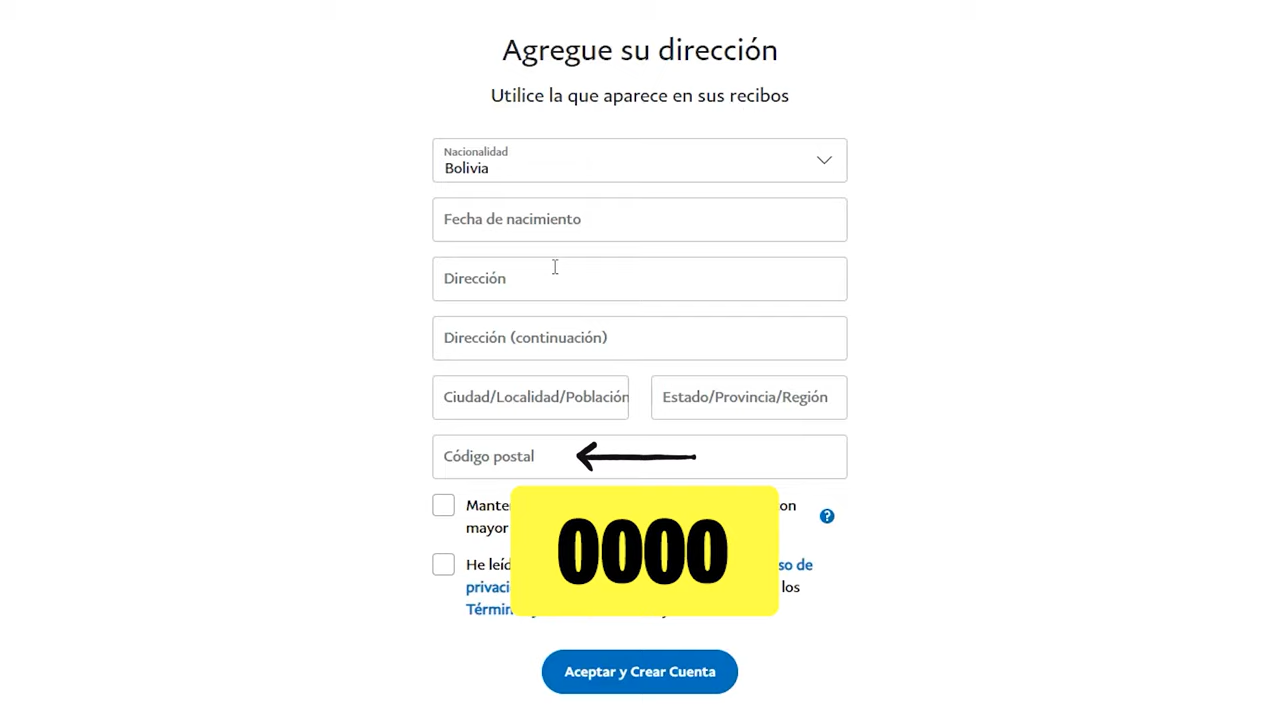 Agregue su dirección
Utilice la que aparece en sus recibos
Nacionalidad
Bolivia
Fecha de nacimiento
Dirección
Dirección (continuación)
Ciudad/Localidad/Población
Estado/Provincia/Región
Código postal
on
mayor
?
0000
He leíd so de
privaci los
Términ
Aceptar y Crear Cuenta